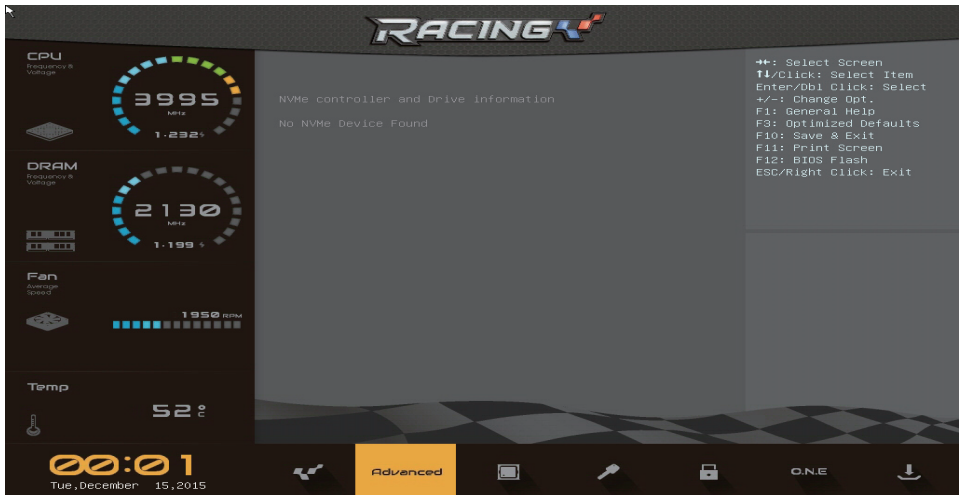 RACING
CPU
Frequency &
Voltage
3995
MHz
1.232
DRAM
Frequency &
Voltage
2130
MHz
1.199
Fan
Average
Speed
1950 RPM
Temp
52°C
00:01
Tue,December 15,2015
NVMe controller and Drive information
No NVMe Device Found
→←: Select Screen
↑↓/Click: Select Item
Enter/Dbl Click: Select
+/-: Change Opt.
F1: General Help
F3: Optimized Defaults
F10: Save & Exit
F11: Print Screen
F12: BIOS Flash
ESC/Right Click: Exit
Advanced
O.N.E